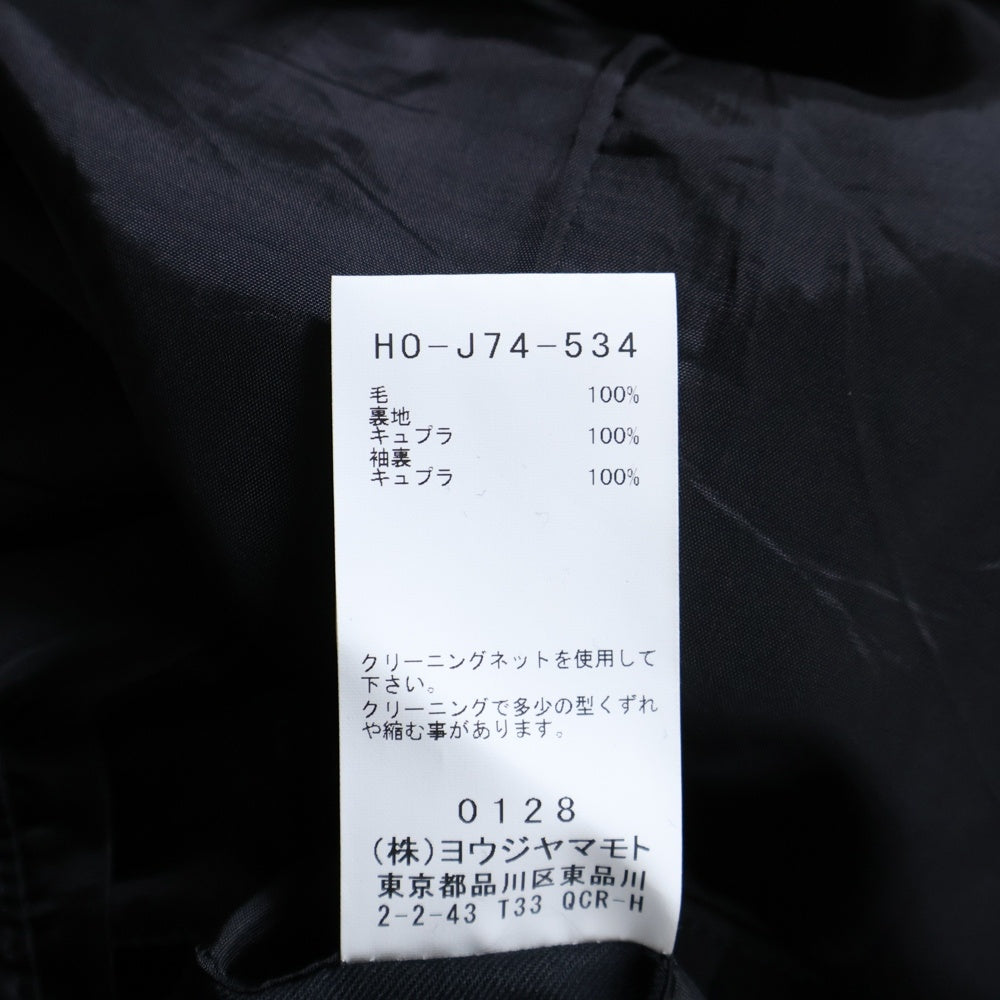 HO-J74-534
毛 100%
裏地
キュプラ 100%
袖裏
キュプラ 100%
クリーニングネットを使用して
下さい。
クリーニングで多少の型くずれ
や縮む事があります。
0128
(株)ヨウジヤマモト
東京都品川区東品川
2-2-43 T33 QCR-H